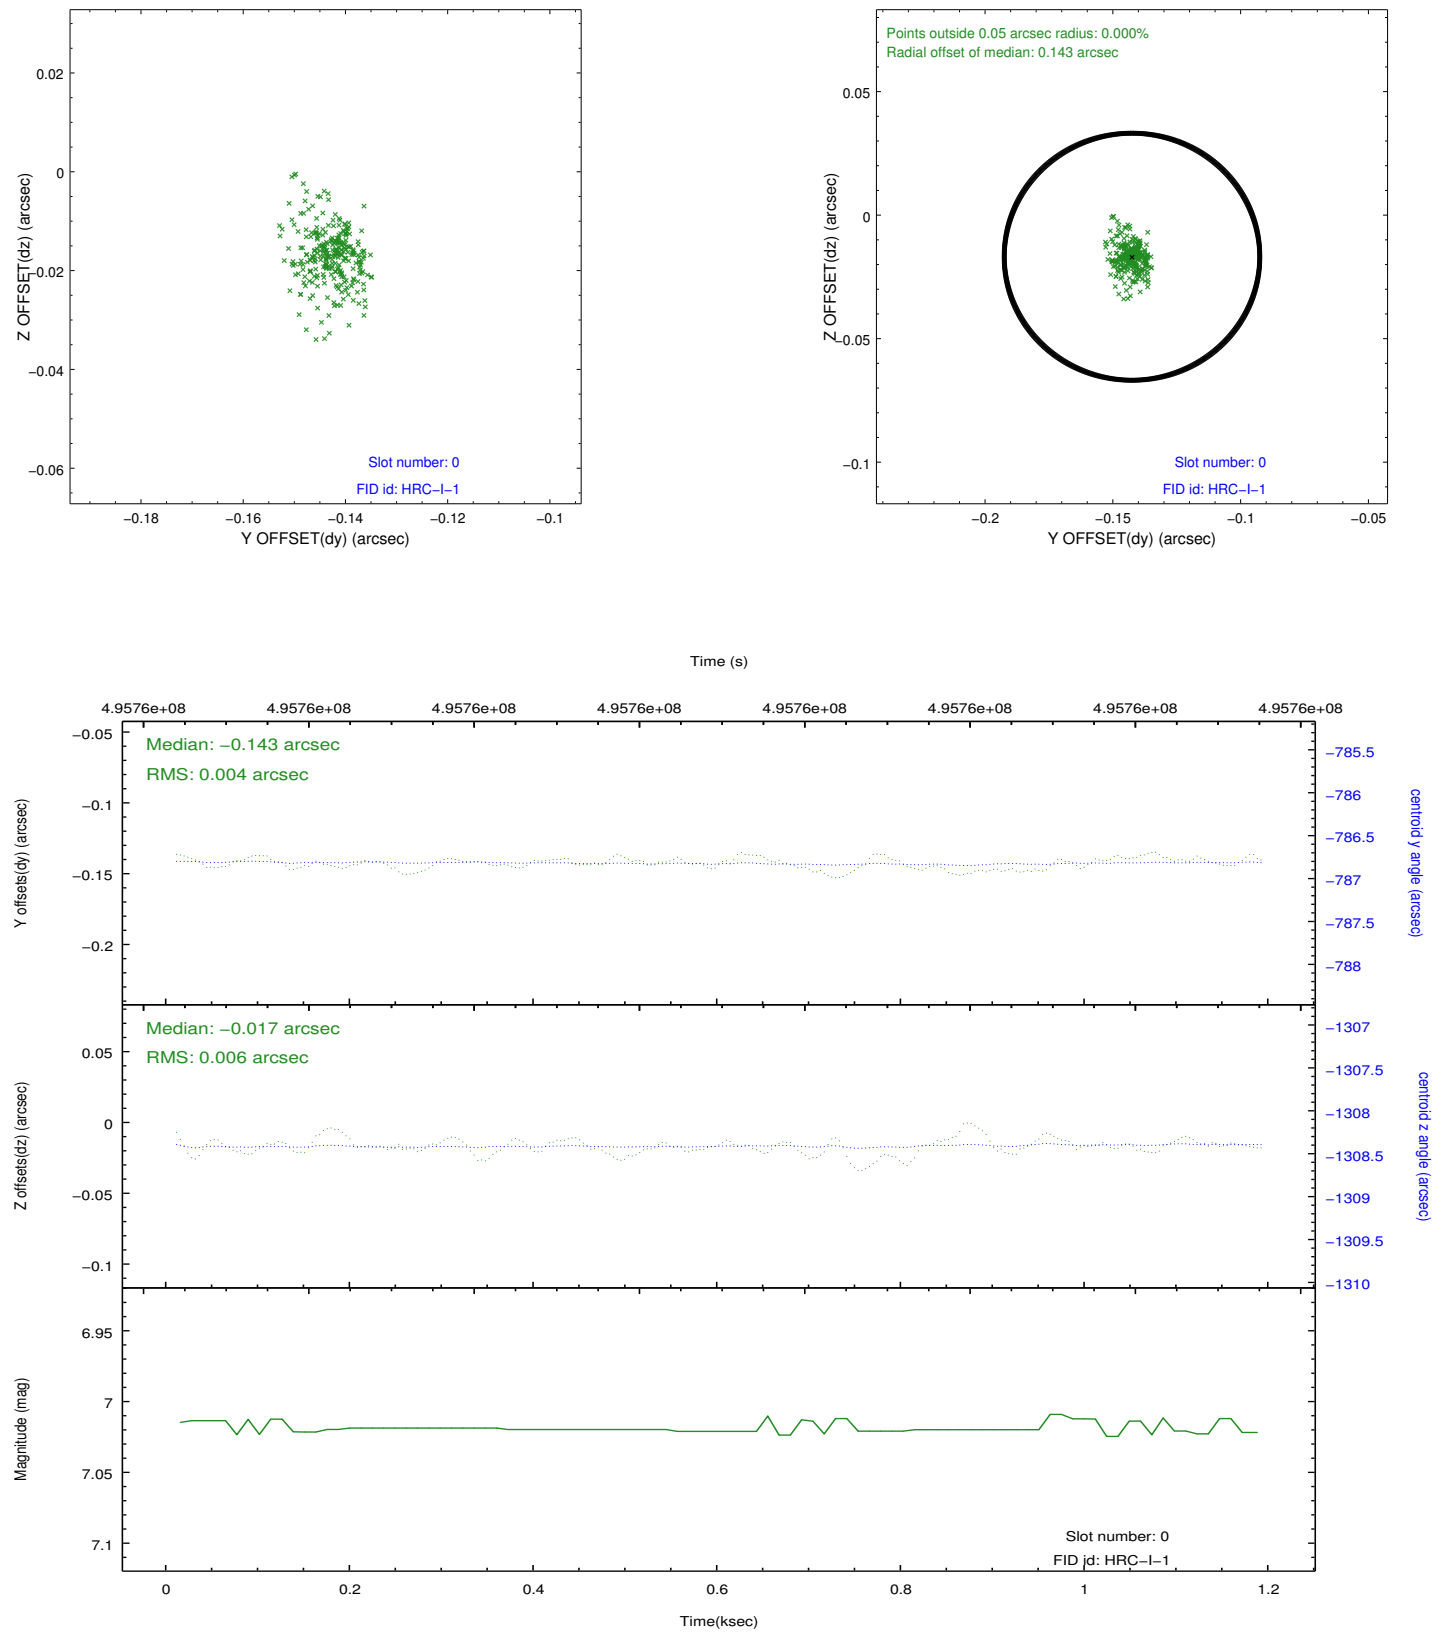 0.02
0
−0.02
−0.04
−0.06
Z OFFSET(dz) (arcsec)
Slot number: 0
FID id: HRC−I−1
−0.18
−0.16
−0.14
−0.12
−0.1
Y OFFSET(dy) (arcsec)
Points outside 0.05 arcsec radius: 0.000%
Radial offset of median: 0.143 arcsec
0.05
0
−0.05
−0.1
Z OFFSET(dz) (arcsec)
Slot number: 0
FID id: HRC−I−1
−0.2
−0.15
−0.1
−0.05
Y OFFSET(dy) (arcsec)
Time (s)
4.9576e+08
4.9576e+08
4.9576e+08
4.9576e+08
4.9576e+08
4.9576e+08
4.9576e+08
4.9576e+08
Median: −0.143 arcsec
RMS: 0.004 arcsec
−0.05
−0.1
−0.15
−0.2
Y offsets(dy) (arcsec)
−785.5
−786
−786.5
−787
−787.5
−788
centroid y angle (arcsec)
Median: −0.017 arcsec
RMS: 0.006 arcsec
0.05
0
−0.05
−0.1
Z offsets(dz) (arcsec)
−1307
−1307.5
−1308
−1308.5
−1309
−1309.5
−1310
centroid z angle (arcsec)
6.95
7
7.05
7.1
Magnitude (mag)
Slot number: 0
FID id: HRC−I−1
0
0.2
0.4
0.6
0.8
1
1.2
Time(ksec)